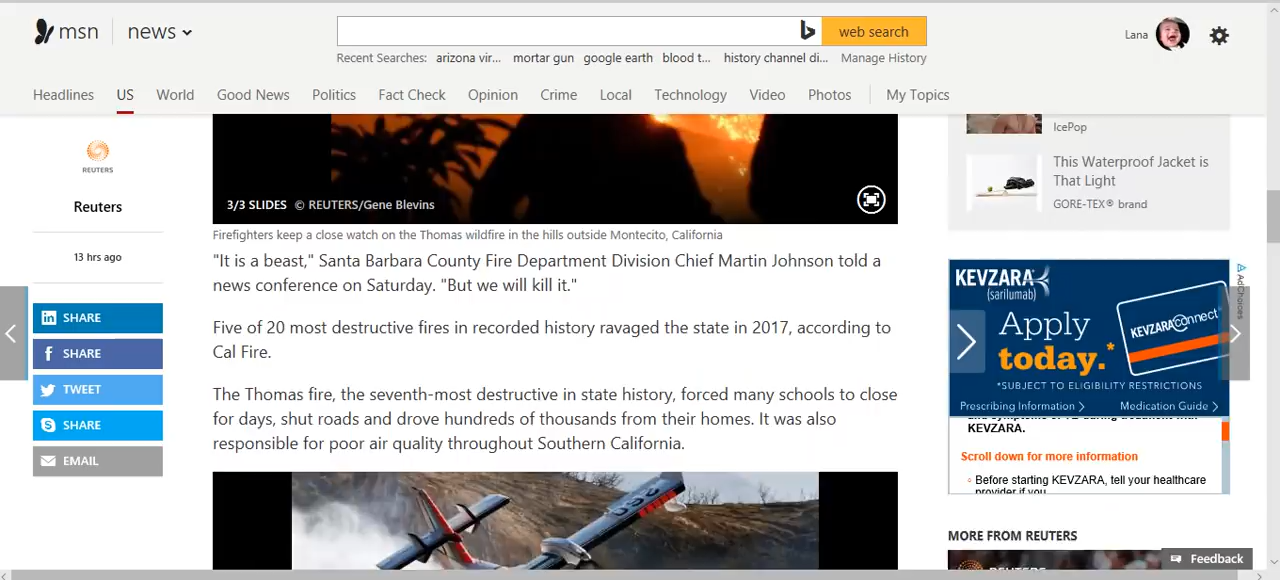 msn
news
web search
Lana
Recent Searches: arizona vir... mortar gun google earth blood t... history channel di... Manage History
Headlines US World Good News Politics Fact Check Opinion Crime Local Technology Video Photos My Topics
REUTERS
Reuters
13 hrs ago
SHARE
SHARE
TWEET
SHARE
EMAIL
3/3 SLIDES © REUTERS/Gene Blevins
Firefighters keep a close watch on the Thomas wildfire in the hills outside Montecito, California
"It is a beast," Santa Barbara County Fire Department Division Chief Martin Johnson told a
news conference on Saturday. "But we will kill it."
Five of 20 most destructive fires in recorded history ravaged the state in 2017, according to
Cal Fire.
The Thomas fire, the seventh-most destructive in state history, forced many schools to close
for days, shut roads and drove hundreds of thousands from their homes. It was also
responsible for poor air quality throughout Southern California.
IcePop
This Waterproof Jacket is
That Light
GORE-TEX® brand
KEVZARA
(sarilumab)
Apply
today.*
KEVZARAconnect
*SUBJECT TO ELIGIBILITY RESTRICTIONS
Prescribing Information Medication Guide
AdChoices
KEVZARA.
Scroll down for more information
Before starting KEVZARA, tell your healthcare
provider if you
MORE FROM REUTERS
REUTERS
Feedback